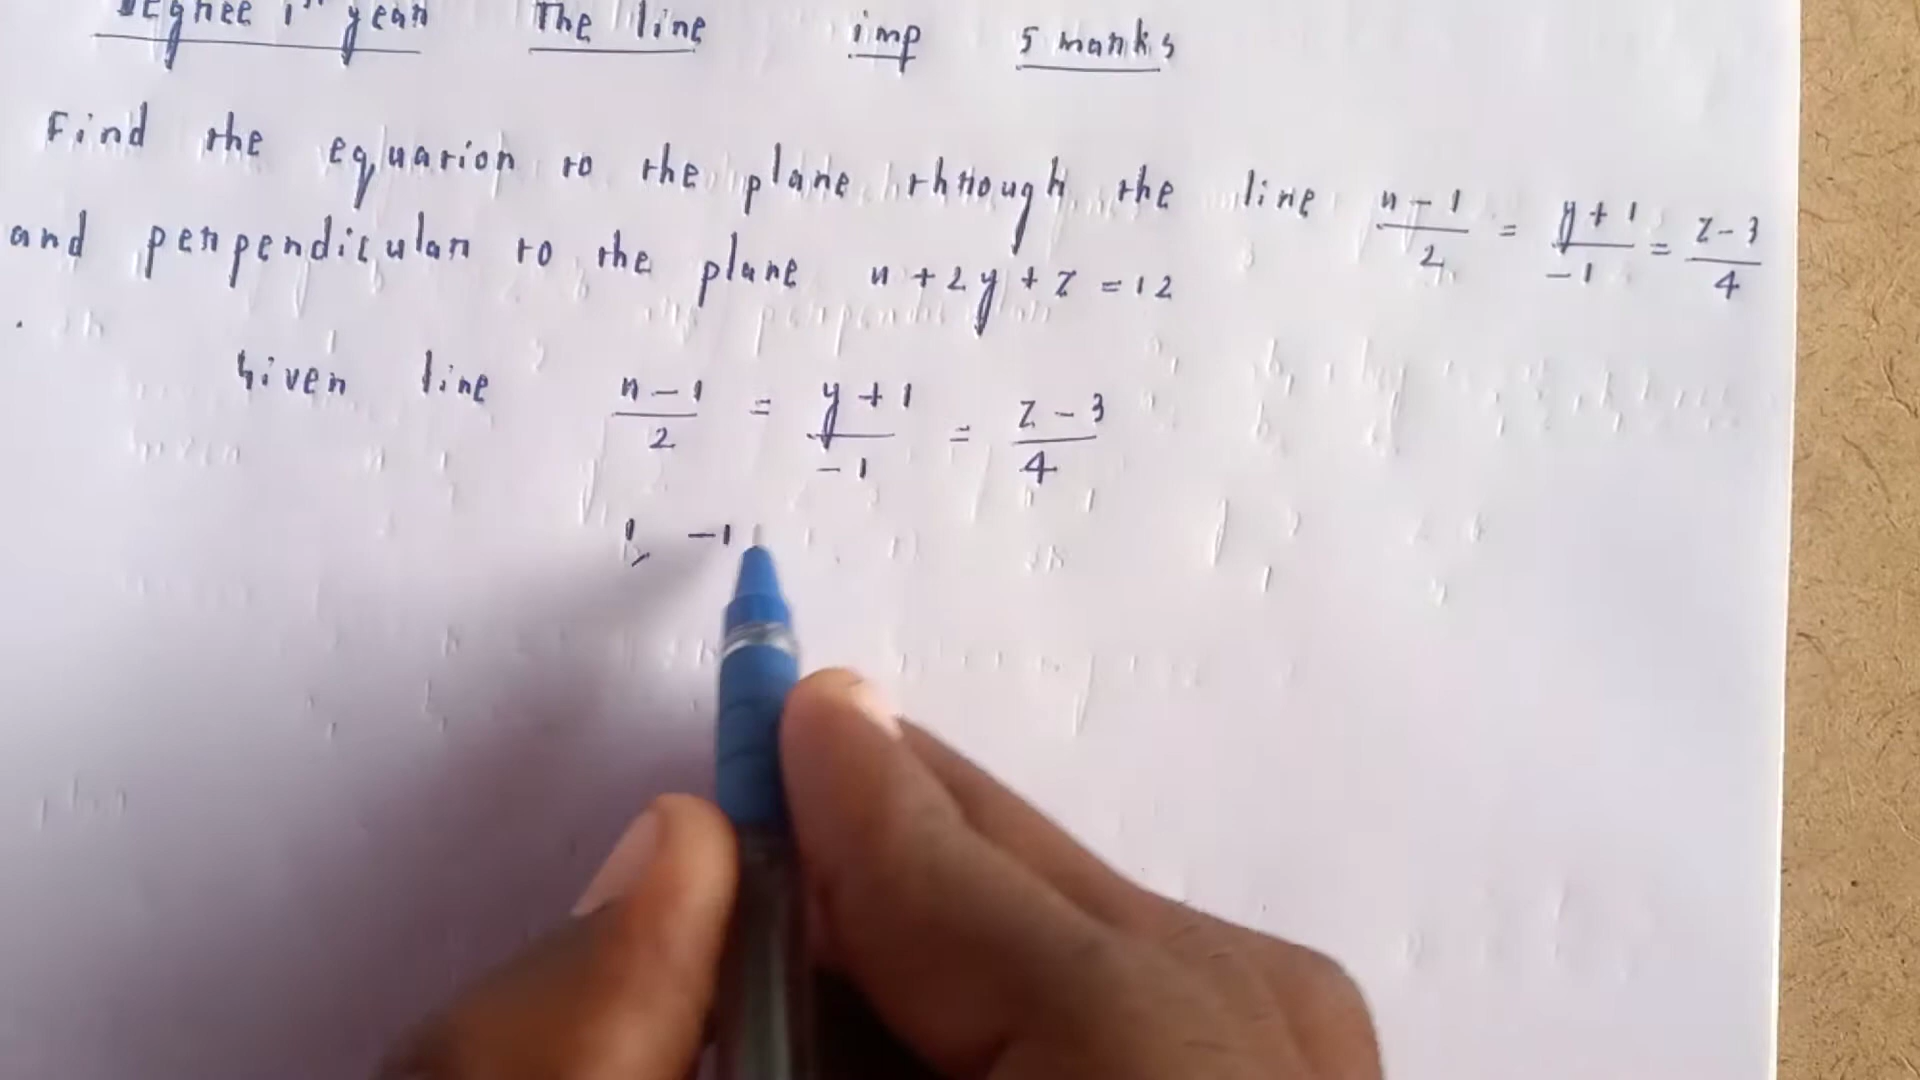 Degree 1st year The line imp 5 marks
Find the equation to the plane through the line x-1/2 = y+1/-1 = z-3/4
and perpendicular to the plane x+2y+z=12
Given line x-1/2 = y+1/-1 = z-3/4
1, -1